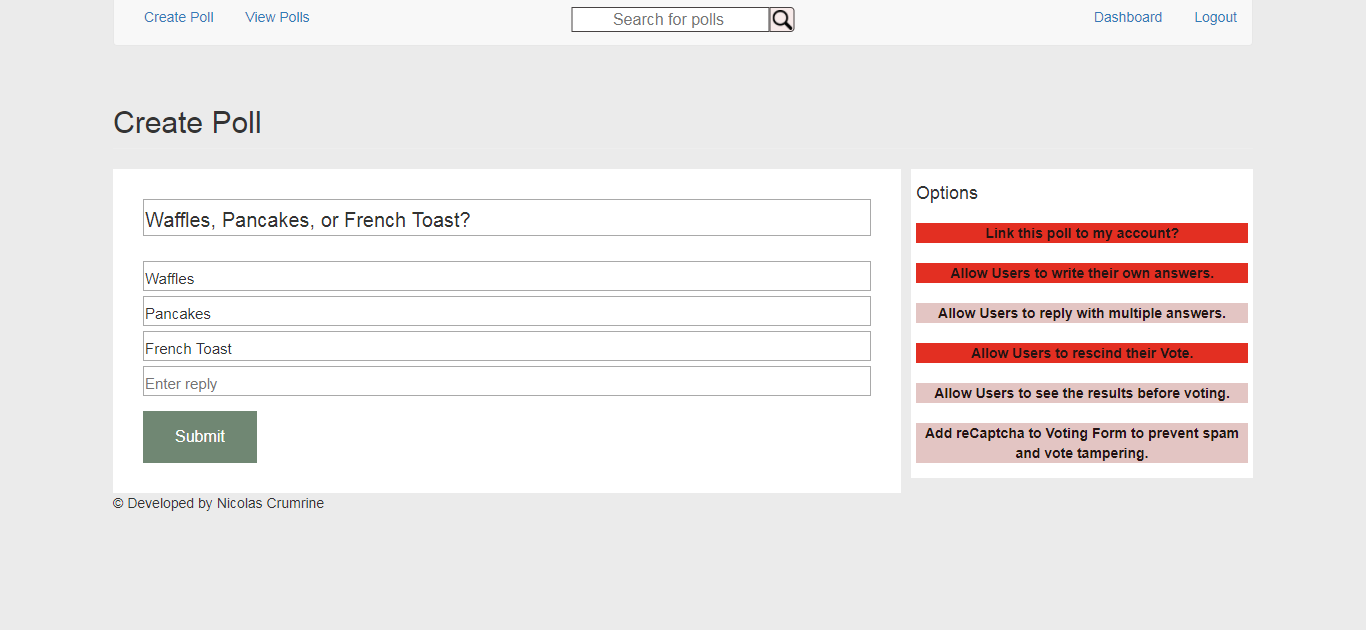 Create Poll View Polls Search for polls Dashboard Logout
Create Poll
Waffles, Pancakes, or French Toast?
Waffles
Pancakes
French Toast
Enter reply
Submit
Options
Link this poll to my account?
Allow Users to write their own answers.
Allow Users to reply with multiple answers.
Allow Users to rescind their Vote.
Allow Users to see the results before voting.
Add reCaptcha to Voting Form to prevent spam
and vote tampering.
© Developed by Nicolas Crumrine